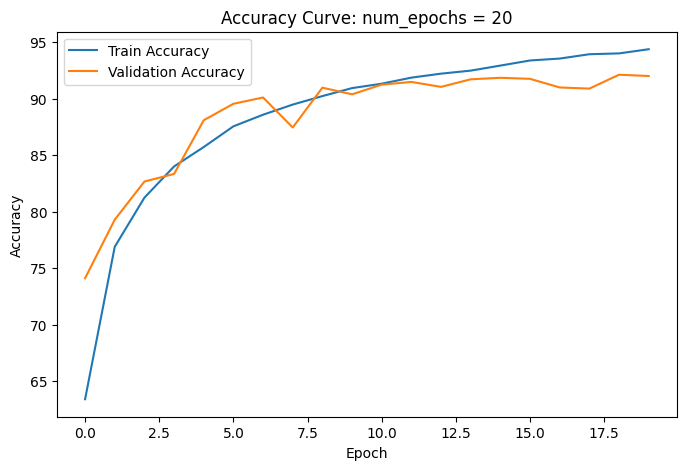 Accuracy Curve: num_epochs = 20
Train Accuracy
Validation Accuracy
Accuracy
95
90
85
80
75
70
65
0.0 2.5 5.0 7.5 10.0 12.5 15.0 17.5
Epoch